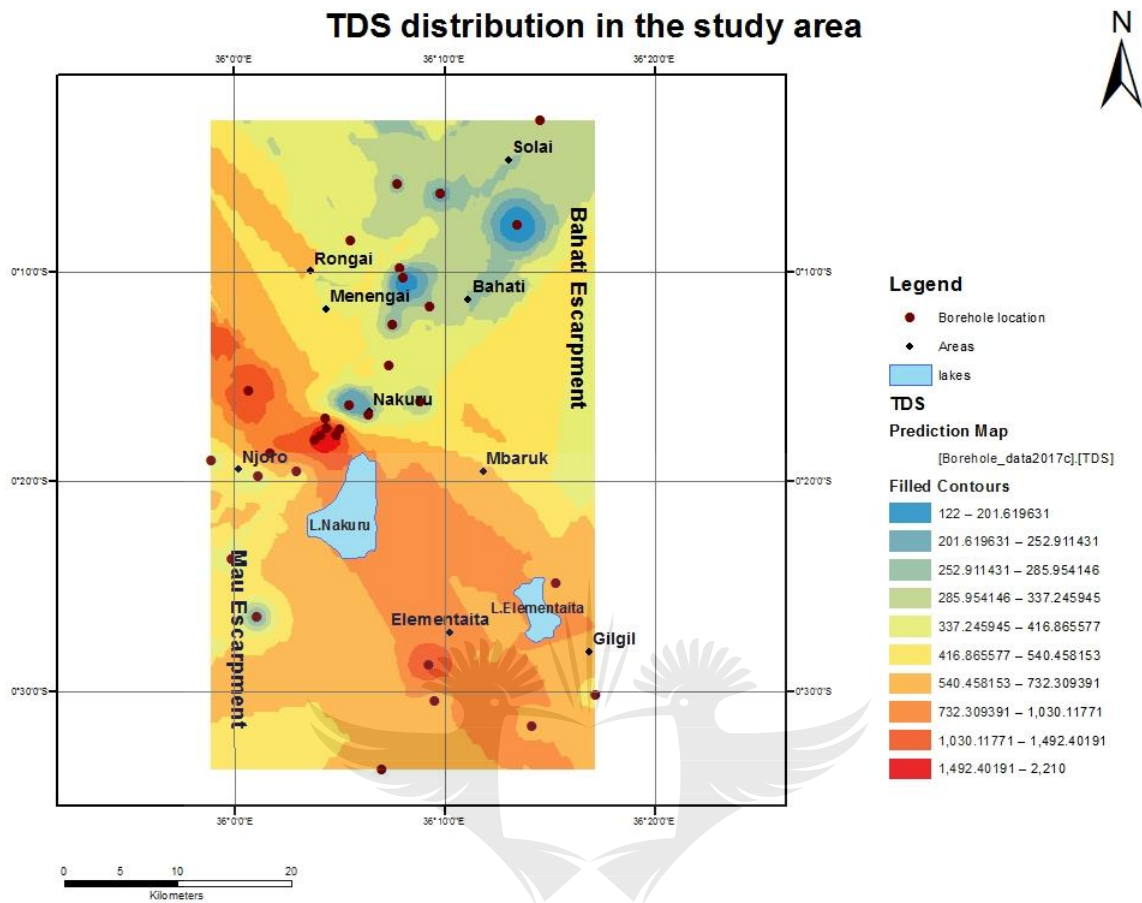 TDS distribution in the study area
N
36°0'0"E
36°10'0"E
36°20'0"E
Solai
Bahati Escarpment
0°10'0"S
0°10'0"S
Rongai
Menengai
Bahati
Nakuru
Njoro
Mbaruk
0°20'0"S
0°20'0"S
L.Nakuru
Mau Escarpment
L.Elementaita
Elementaita
Gilgil
0°30'0"S
0°30'0"S
36°0'0"E
36°10'0"E
36°20'0"E
0 5 10 20
Kilometers
Legend
Borehole location
Areas
lakes
TDS
Prediction Map
[Borehole_data2017c].[TDS]
Filled Contours
122 – 201.619631
201.619631 – 252.911431
252.911431 – 285.954146
285.954146 – 337.245945
337.245945 – 416.865577
416.865577 – 540.458153
540.458153 – 732.309391
732.309391 – 1,030.11771
1,030.11771 – 1,492.40191
1,492.40191 – 2,210